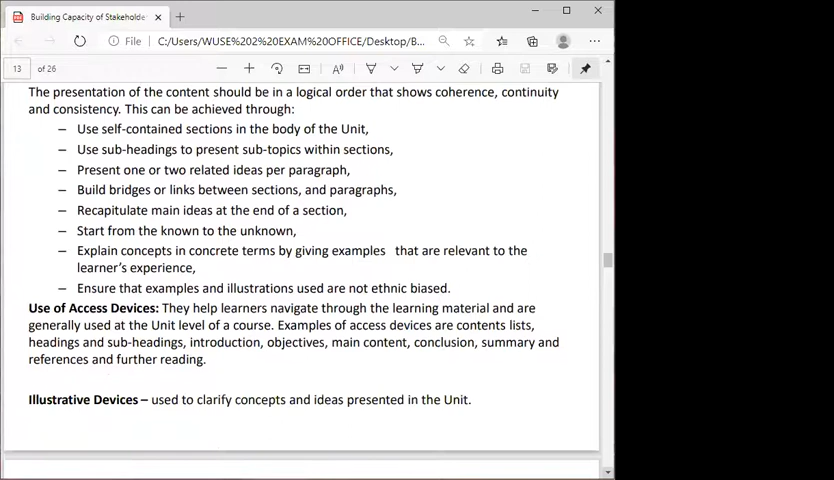 Building Capacity of Stakeholde
File C:/Users/WUSE%202%20EXAM%20OFFICE/Desktop/B...
13 of 26
The presentation of the content should be in a logical order that shows coherence, continuity
and consistency. This can be achieved through:
– Use self-contained sections in the body of the Unit,
– Use sub-headings to present sub-topics within sections,
– Present one or two related ideas per paragraph,
– Build bridges or links between sections, and paragraphs,
– Recapitulate main ideas at the end of a section,
– Start from the known to the unknown,
– Explain concepts in concrete terms by giving examples that are relevant to the
learner's experience,
– Ensure that examples and illustrations used are not ethnic biased.
Use of Access Devices: They help learners navigate through the learning material and are
generally used at the Unit level of a course. Examples of access devices are contents lists,
headings and sub-headings, introduction, objectives, main content, conclusion, summary and
references and further reading.
Illustrative Devices – used to clarify concepts and ideas presented in the Unit.